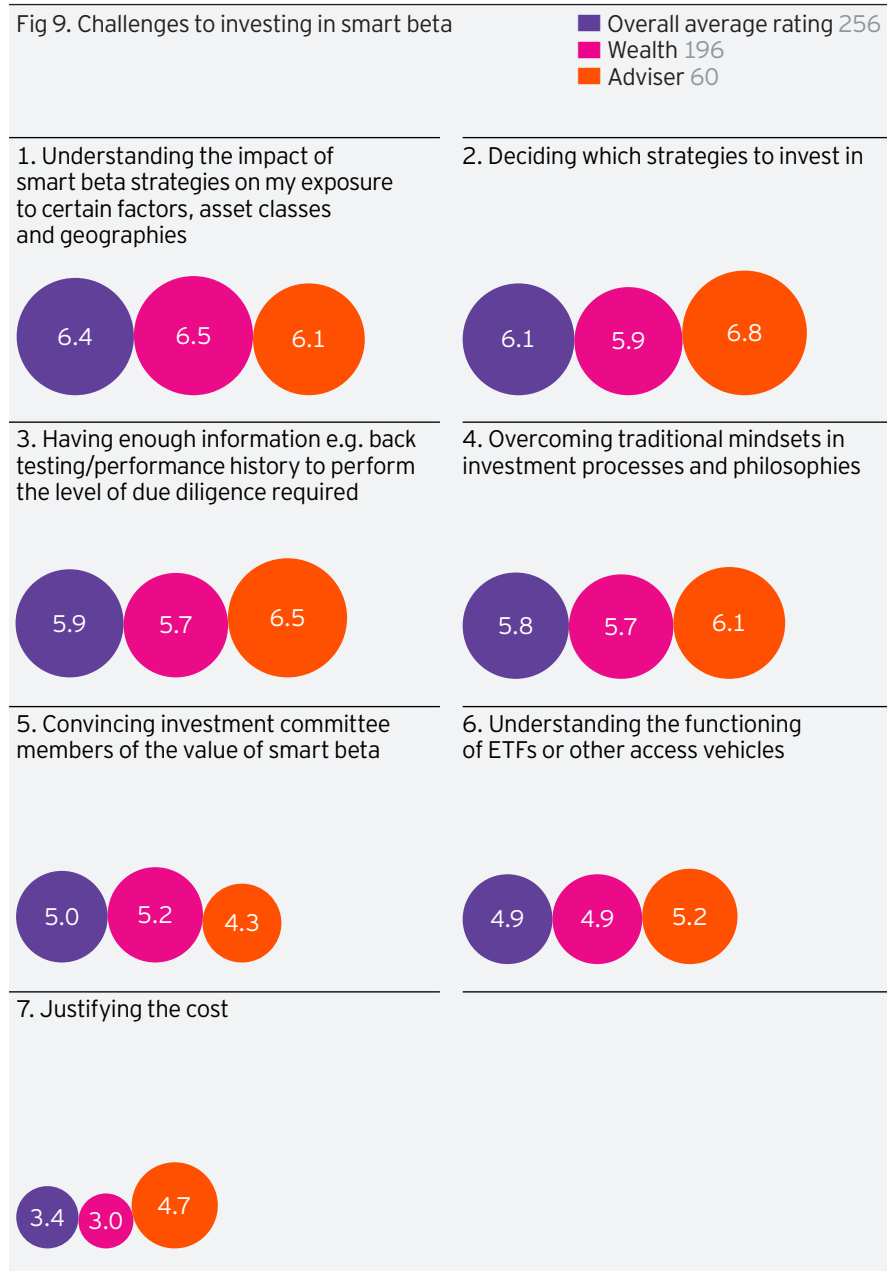 Fig 9. Challenges to investing in smart beta
Overall average rating 256
Wealth 196
Adviser 60
1. Understanding the impact of
smart beta strategies on my exposure
to certain factors, asset classes
and geographies
6.4 6.5 6.1
2. Deciding which strategies to invest in
6.1 5.9 6.8
3. Having enough information e.g. back
testing/performance history to perform
the level of due diligence required
5.9 5.7 6.5
4. Overcoming traditional mindsets in
investment processes and philosophies
5.8 5.7 6.1
5. Convincing investment committee
members of the value of smart beta
5.0 5.2 4.3
6. Understanding the functioning
of ETFs or other access vehicles
4.9 4.9 5.2
7. Justifying the cost
3.4 3.0 4.7